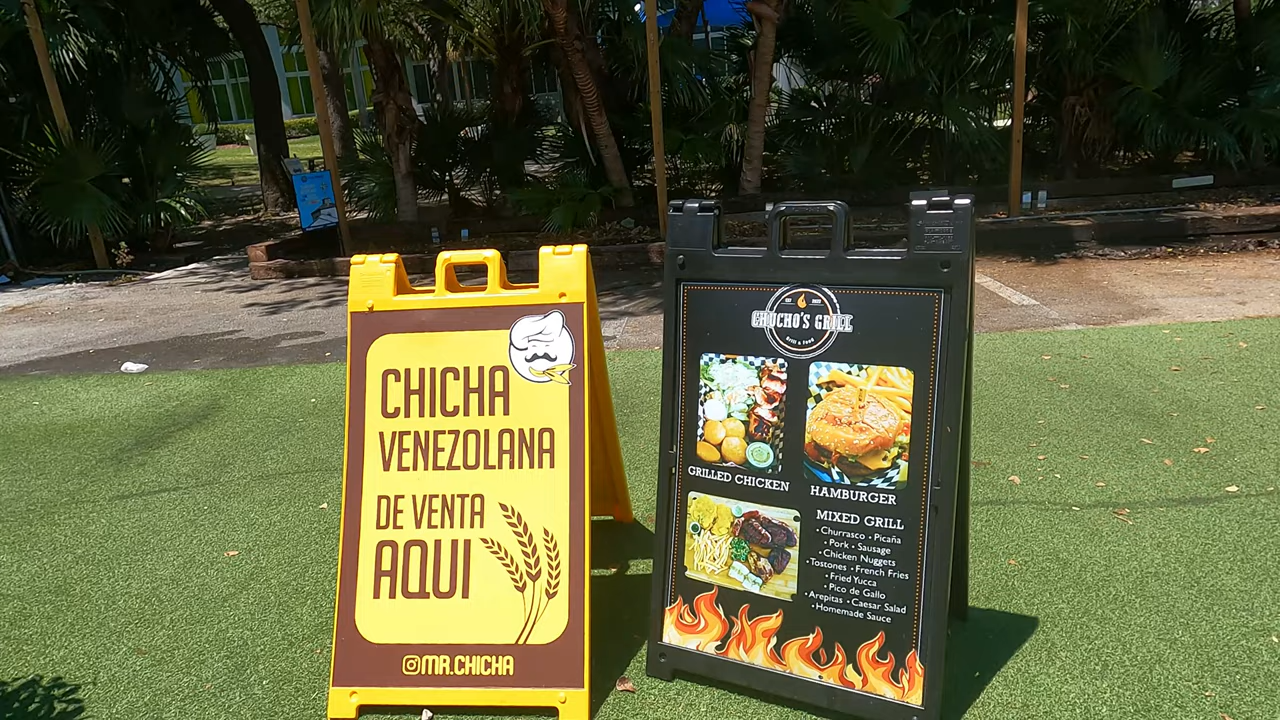 CHICHA
VENEZOLANA
DE VENTA
AQUI
MR.CHICHA
CHUCHO'S GRILL
Grill & Food
GRILLED CHICKEN
HAMBURGER
MIXED GRILL
• Churrasco • Picaña
• Pork • Sausage
• Chicken Nuggets
• Tostones • French Fries
• Fried Yucca
• Pico de Gallo
• Arepitas • Caesar Salad
• Homemade Sauce